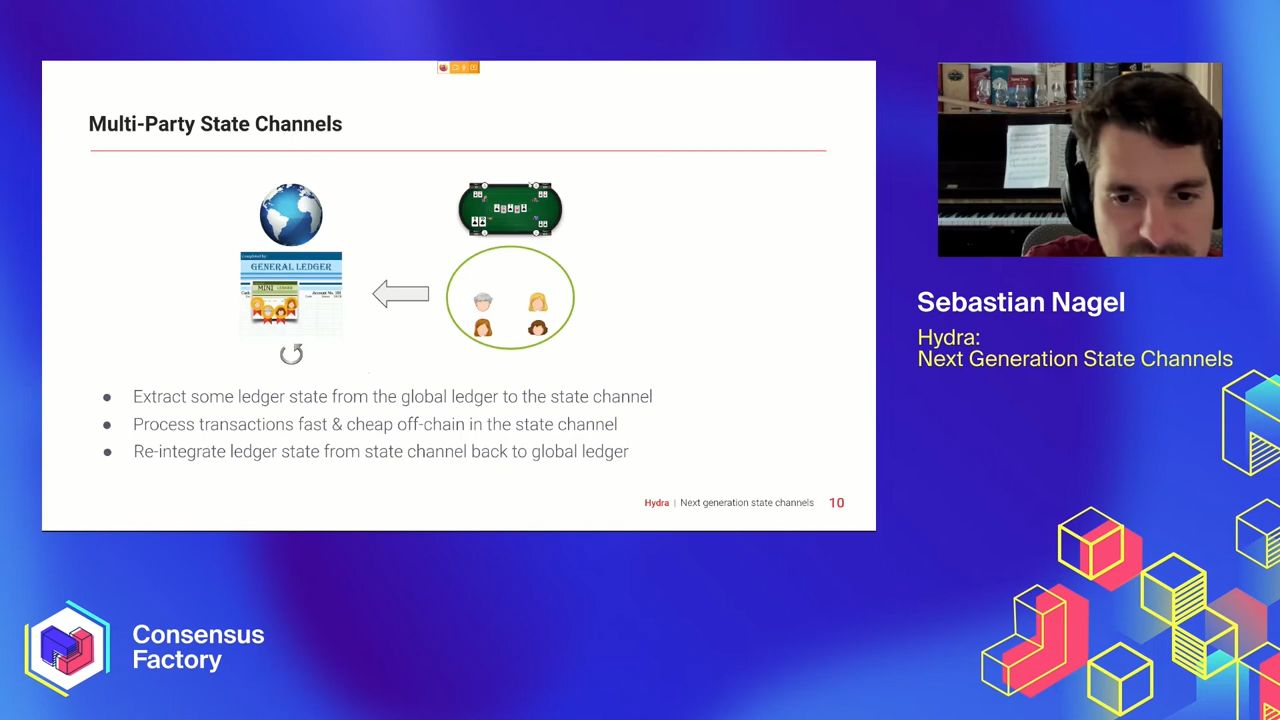 Multi-Party State Channels
GENERAL LEDGER
MINI LEDGER
Extract some ledger state from the global ledger to the state channel
Process transactions fast & cheap off-chain in the state channel
Re-integrate ledger state from state channel back to global ledger
Hydra | Next generation state channels 10
Sebastian Nagel
Hydra:
Next Generation State Channels
Consensus
Factory